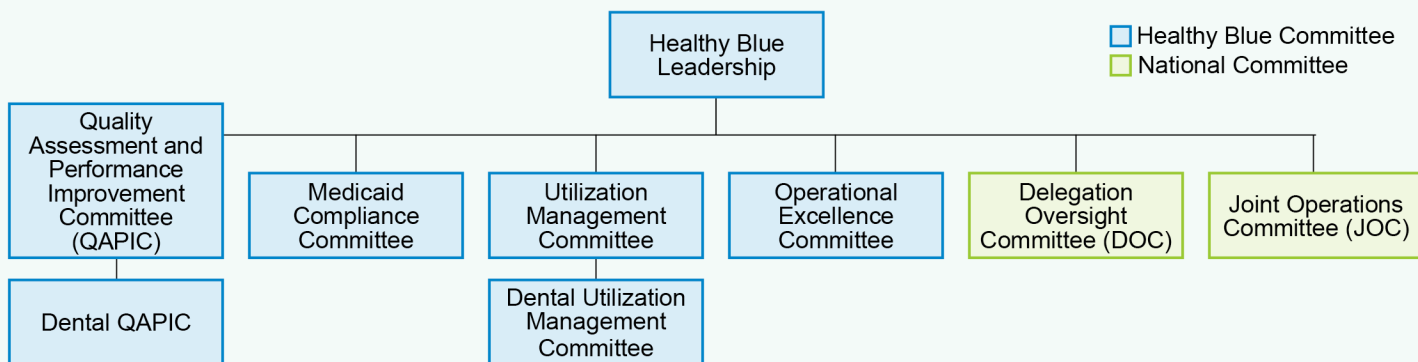 Healthy Blue
Leadership
Healthy Blue Committee
National Committee
Quality
Assessment and
Performance
Improvement
Committee
(QAPIC)
Medicaid
Compliance
Committee
Utilization
Management
Committee
Operational
Excellence
Committee
Delegation
Oversight
Committee (DOC)
Joint Operations
Committee (JOC)
Dental QAPIC
Dental Utilization
Management
Committee